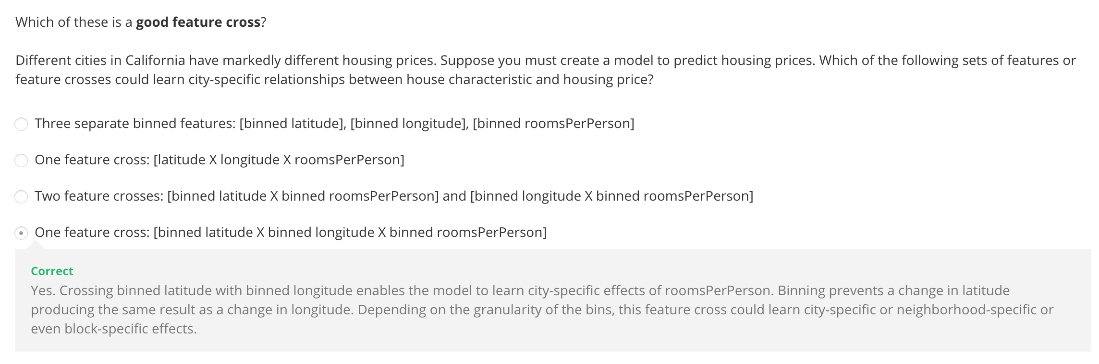 Which of these is a good feature cross?
Different cities in California have markedly different housing prices. Suppose you must create a model to predict housing prices. Which of the following sets of features or
feature crosses could learn city-specific relationships between house characteristic and housing price?
Three separate binned features: [binned latitude], [binned longitude], [binned roomsPerPerson]
One feature cross: [latitude X longitude X roomsPerPerson]
Two feature crosses: [binned latitude X binned roomsPerPerson] and [binned longitude X binned roomsPerPerson]
One feature cross: [binned latitude X binned longitude X binned roomsPerPerson]
Correct
Yes. Crossing binned latitude with binned longitude enables the model to learn city-specific effects of roomsPerPerson. Binning prevents a change in latitude
producing the same result as a change in longitude. Depending on the granularity of the bins, this feature cross could learn city-specific or neighborhood-specific or
even block-specific effects.